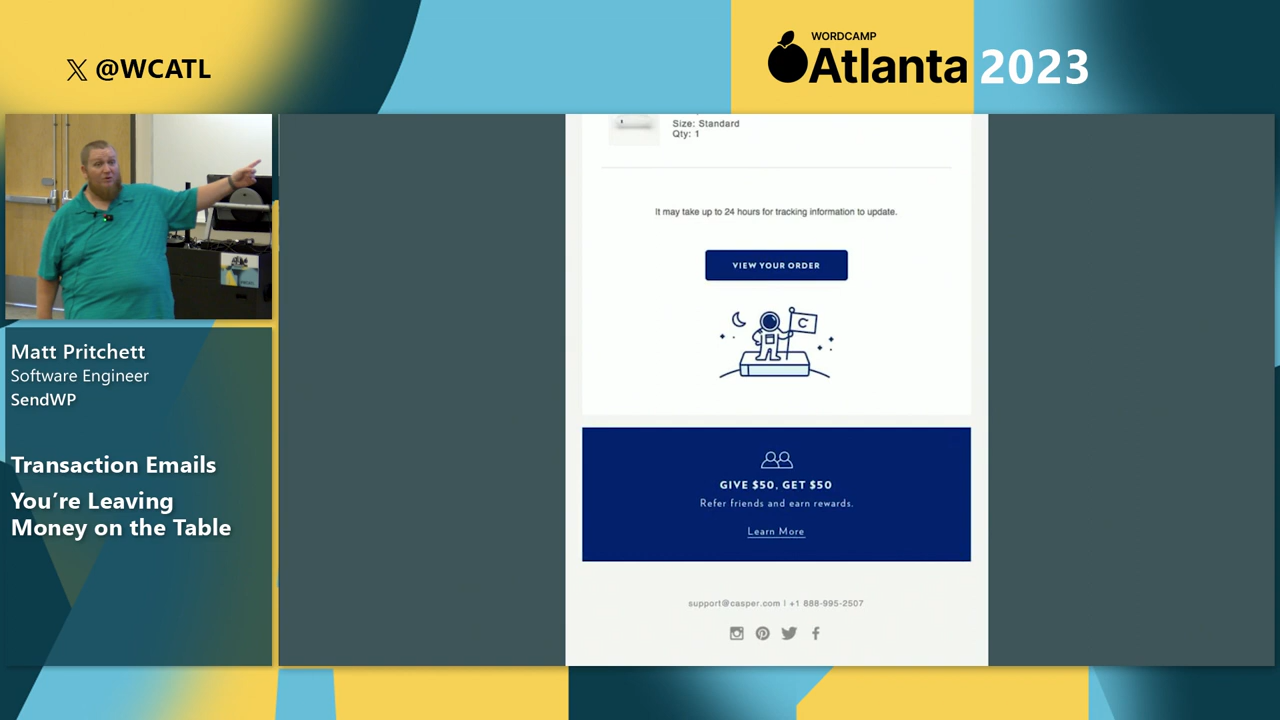 @WCATL
WORDCAMP
Atlanta 2023
Size: Standard
Qty: 1
It may take up to 24 hours for tracking information to update.
VIEW YOUR ORDER
C
GIVE $50, GET $50
Refer friends and earn rewards.
Learn More
support@casper.com | +1 888-995-2507
Matt Pritchett
Software Engineer
SendWP
Transaction Emails
You’re Leaving
Money on the Table